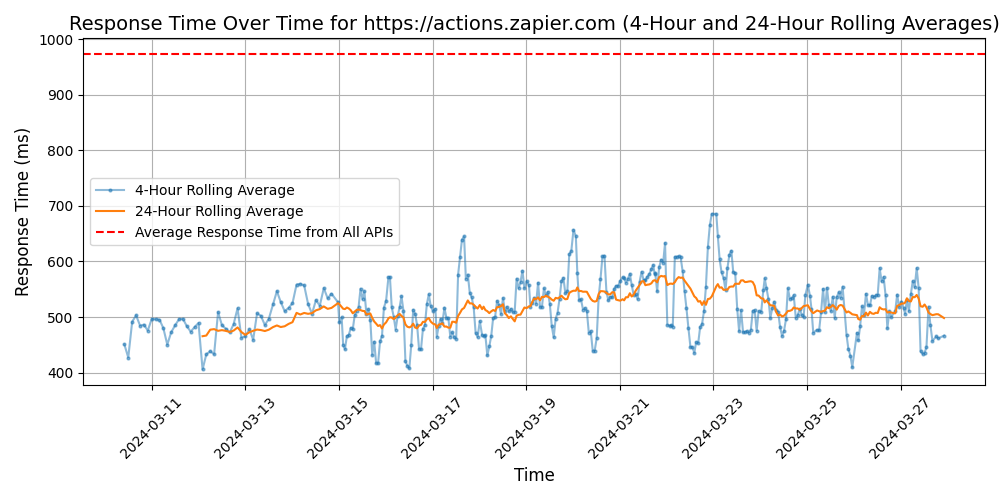 Response Time Over Time for https://actions.zapier.com (4-Hour and 24-Hour Rolling Averages)
Response Time (ms)
1000
900
800
700
600
500
400
4-Hour Rolling Average
24-Hour Rolling Average
Average Response Time from All APIs
2024-03-11
2024-03-13
2024-03-15
2024-03-17
2024-03-19
2024-03-21
2024-03-23
2024-03-25
2024-03-27
Time